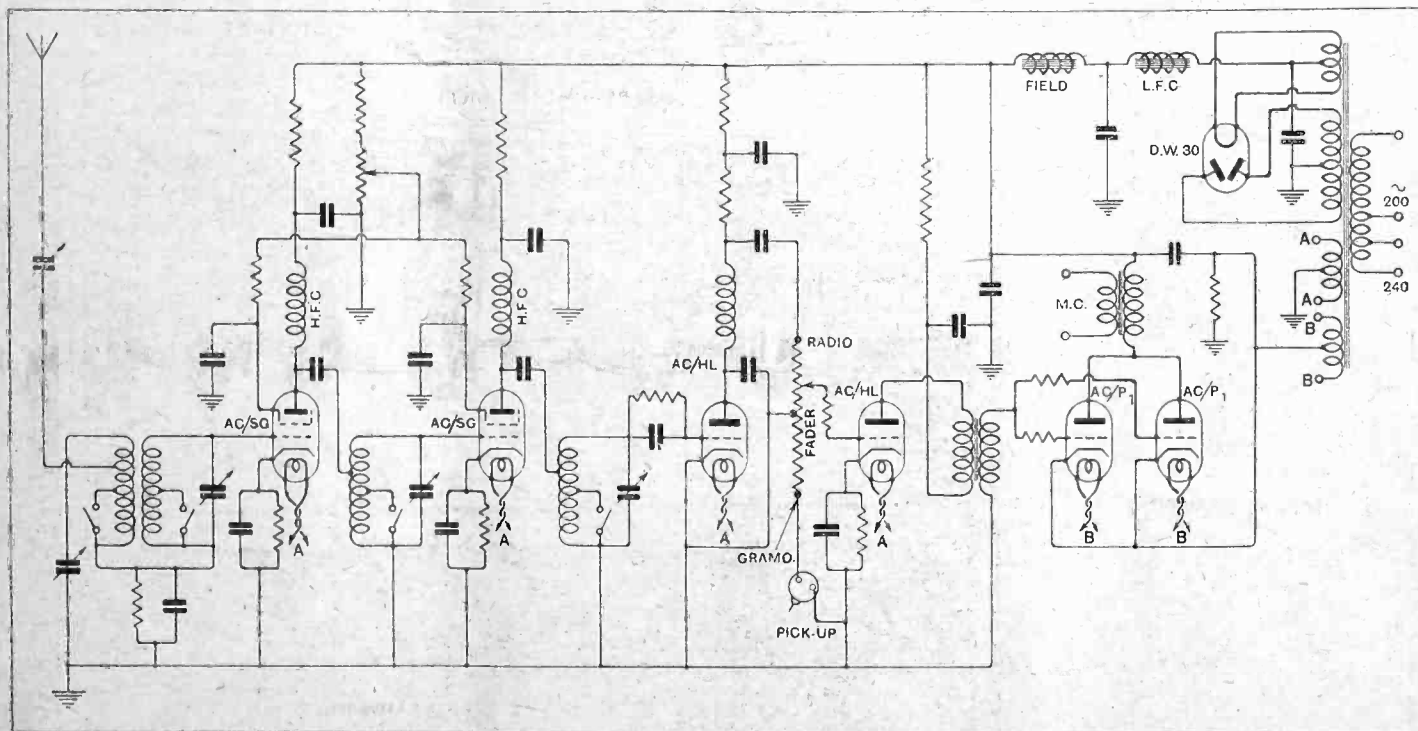 FIELD
L.F.C
D.W. 30
~
200
240
A
A
B
B
H.F.C
H.F.C
M.C.
RADIO
AC/HL
FADER
AC/HL
AC/P1
AC/P1
AC/SG
AC/SG
A
A
A
A
B
B
GRAMO.
PICK-UP